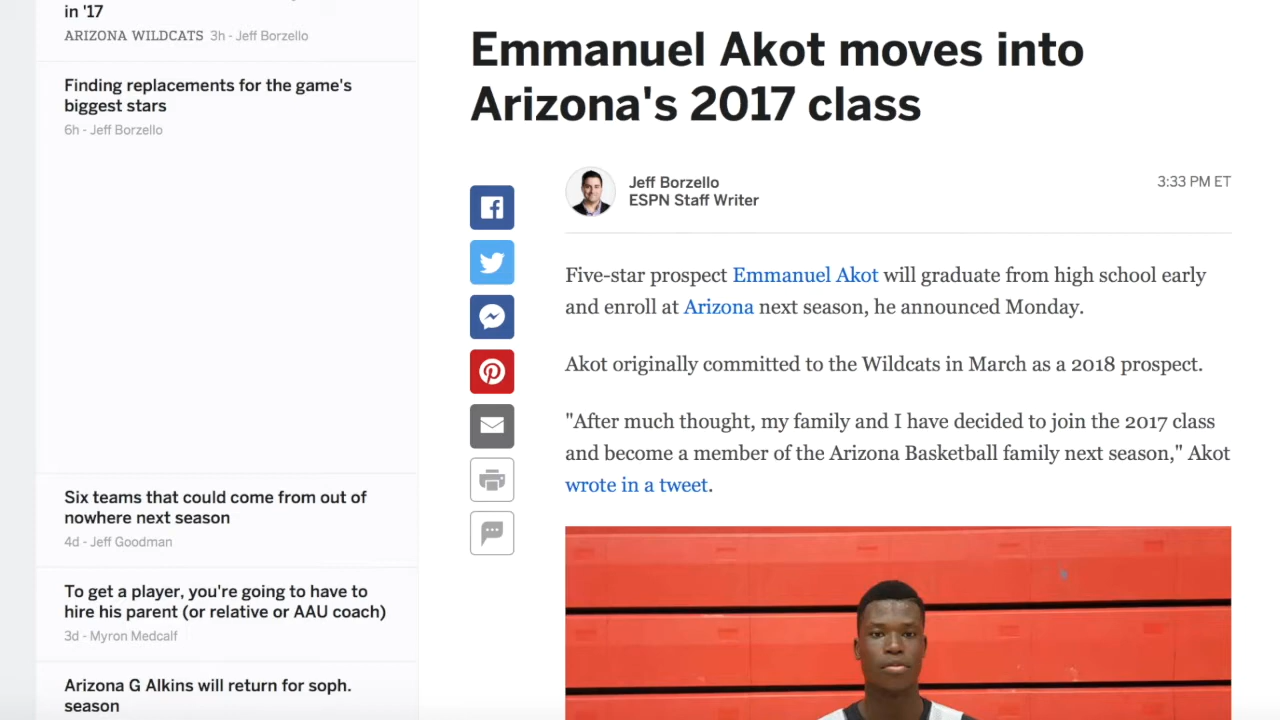 in '17
ARIZONA WILDCATS 3h - Jeff Borzello
Finding replacements for the game's
biggest stars
6h - Jeff Borzello
Six teams that could come from out of
nowhere next season
4d - Jeff Goodman
To get a player, you're going to have to
hire his parent (or relative or AAU coach)
3d - Myron Medcalf
Arizona G Alkins will return for soph.
season
Emmanuel Akot moves into
Arizona's 2017 class
Jeff Borzello
ESPN Staff Writer
3:33 PM ET
Five-star prospect Emmanuel Akot will graduate from high school early
and enroll at Arizona next season, he announced Monday.
Akot originally committed to the Wildcats in March as a 2018 prospect.
"After much thought, my family and I have decided to join the 2017 class
and become a member of the Arizona Basketball family next season," Akot
wrote in a tweet.